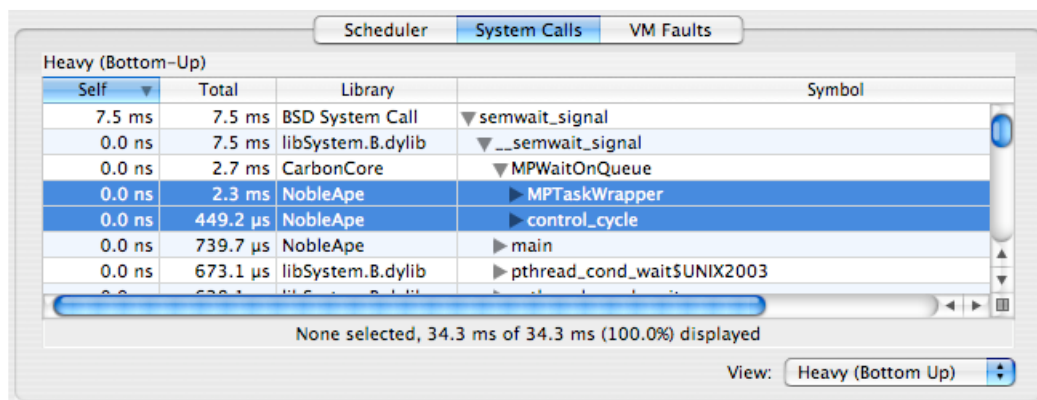 Scheduler System Calls VM Faults
Heavy (Bottom-Up)
Self Total Library Symbol
7.5 ms 7.5 ms BSD System Call semwait_signal
0.0 ns 7.5 ms libSystem.B.dylib __semwait_signal
0.0 ns 2.7 ms CarbonCore MPWaitOnQueue
0.0 ns 2.3 ms NobleApe MPTaskWrapper
0.0 ns 449.2 µs NobleApe control_cycle
0.0 ns 739.7 µs NobleApe main
0.0 ns 673.1 µs libSystem.B.dylib pthread_cond_wait$UNIX2003
None selected, 34.3 ms of 34.3 ms (100.0%) displayed
View: Heavy (Bottom Up)